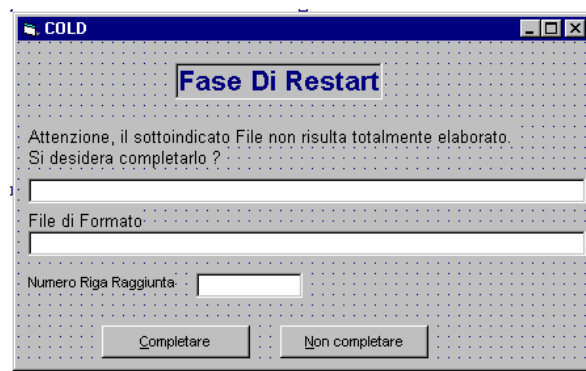 COLD
Fase Di Restart
Attenzione, il sottoindicato File non risulta totalmente elaborato.
Si desidera completarlo ?
File di Formato
Numero Riga Raggiunta
Completare
Non completare